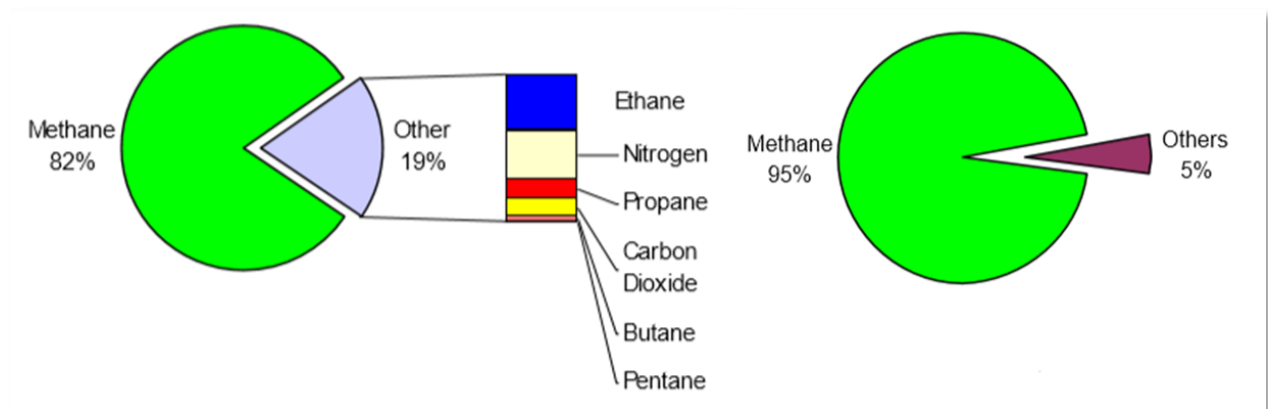 Methane
82%
Other
19%
Ethane
Nitrogen
Propane
Carbon
Dioxide
Butane
Pentane
Methane
95%
Others
5%